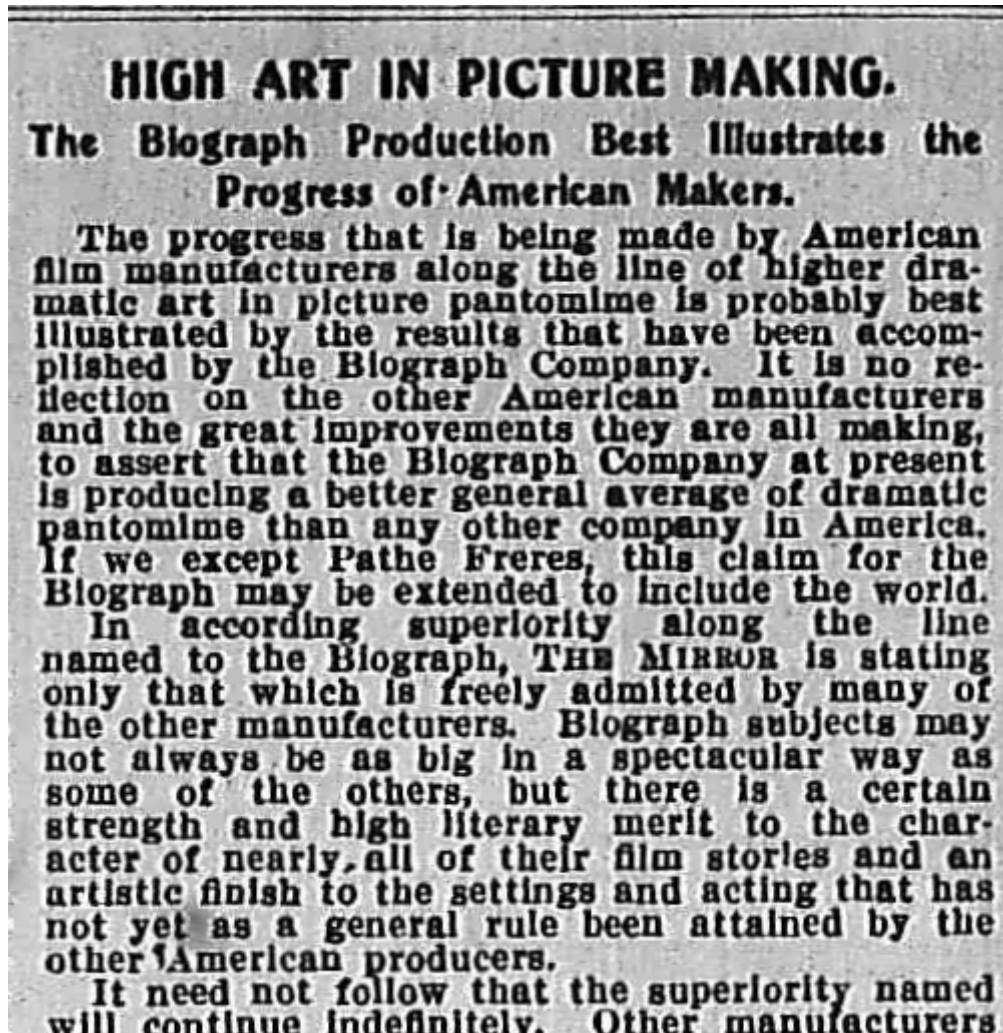 HIGH ART IN PICTURE MAKING.
The Biograph Production Best Illustrates the
Progress of American Makers.
The progress that is being made by American
film manufacturers along the line of higher dra-
matic art in picture pantomime is probably best
illustrated by the results that have been accom-
plished by the Biograph Company. It is no re-
flection on the other American manufacturers
and the great improvements they are all making,
to assert that the Biograph Company at present
is producing a better general average of dramatic
pantomime than any other company in America.
If we except Pathe Freres, this claim for the
Biograph may be extended to include the world.
In according superiority along the line
named to the Biograph, THE MIRROR is stating
only that which is freely admitted by many of
the other manufacturers. Biograph subjects may
not always be as big in a spectacular way as
some of the others, but there is a certain
strength and high literary merit to the char-
acter of nearly all of their film stories and an
artistic finish to the settings and acting that has
not yet as a general rule been attained by the
other American producers.
It need not follow that the superiority named
will continue indefinitely. Other manufacturers